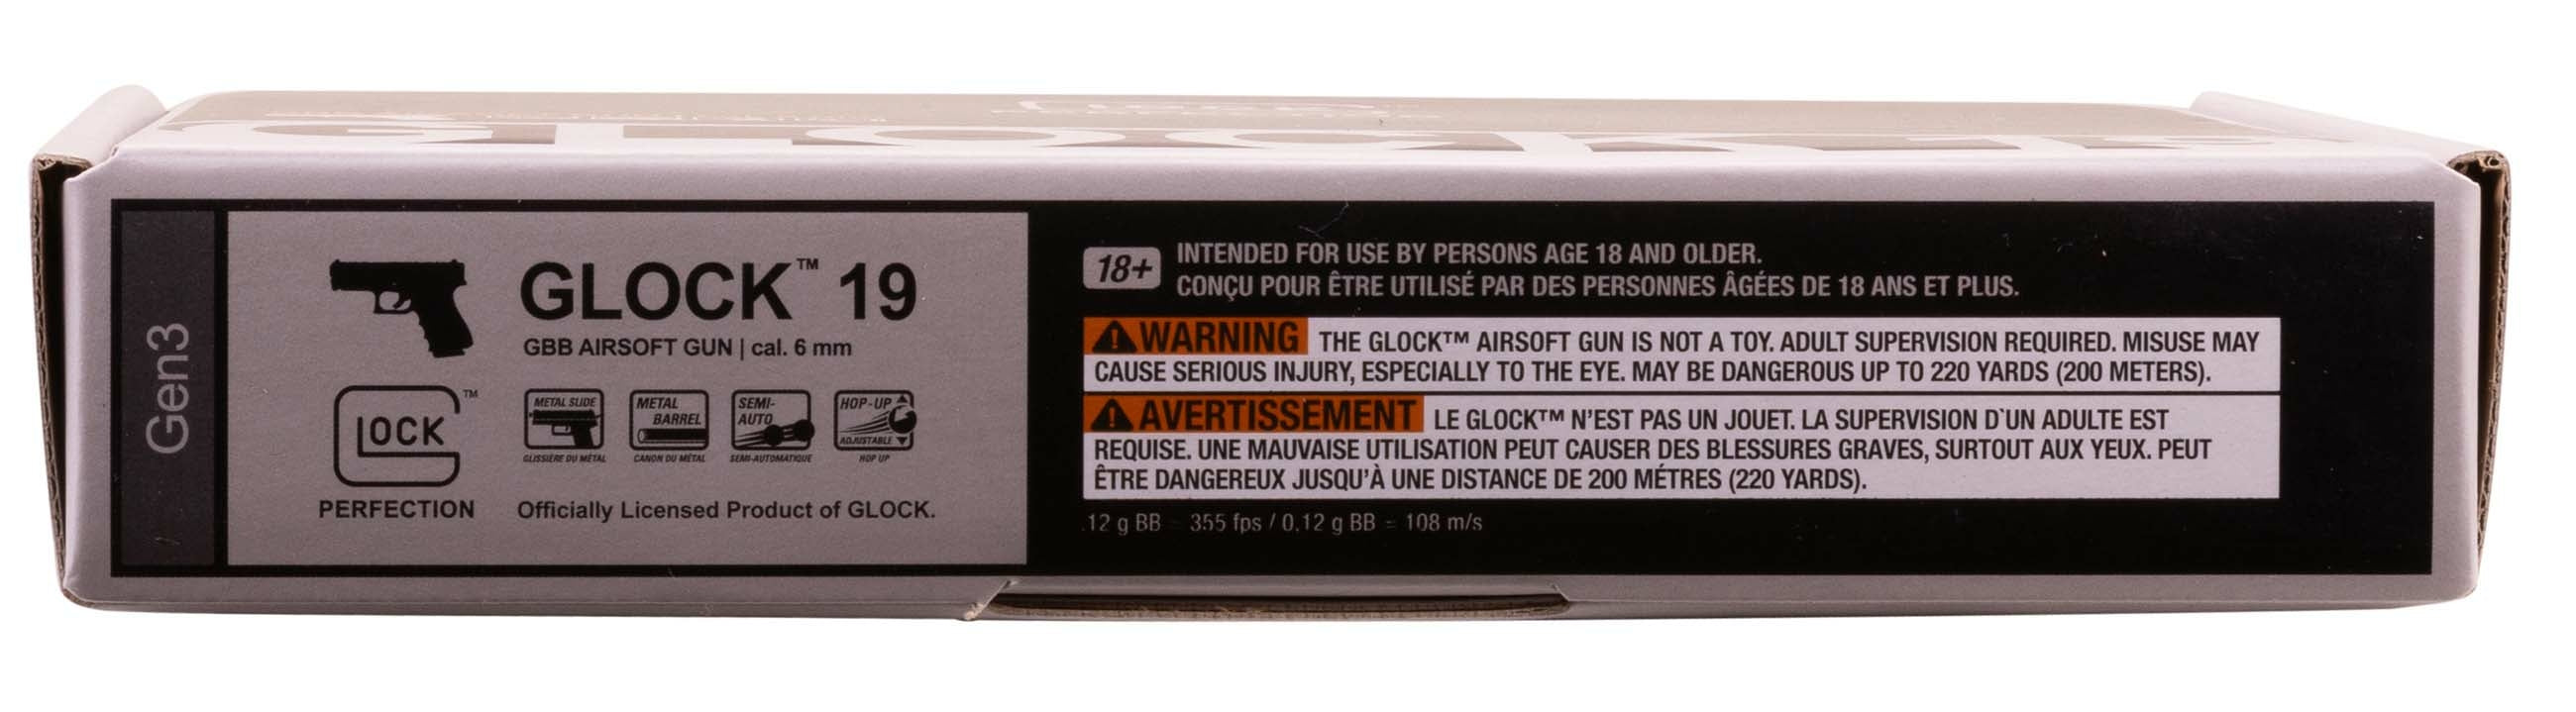 Gen3
GLOCK™ 19
GBB AIRSOFT GUN | cal. 6 mm
GLOCK
™
PERFECTION
METAL SLIDE
GLISSIÈRE DU MÉTAL
METAL
BARREL
CANON DU MÉTAL
SEMI-
AUTO
SEMI-AUTOMATIQUE
HOP-UP
ADJUSTABLE
HOP UP
Officially Licensed Product of GLOCK.
18+
INTENDED FOR USE BY PERSONS AGE 18 AND OLDER.
CONÇU POUR ÊTRE UTILISÉ PAR DES PERSONNES ÂGÉES DE 18 ANS ET PLUS.
WARNING THE GLOCK™ AIRSOFT GUN IS NOT A TOY. ADULT SUPERVISION REQUIRED. MISUSE MAY
CAUSE SERIOUS INJURY, ESPECIALLY TO THE EYE. MAY BE DANGEROUS UP TO 220 YARDS (200 METERS).
AVERTISSEMENT LE GLOCK™ N'EST PAS UN JOUET. LA SUPERVISION D`UN ADULTE EST
REQUISE. UNE MAUVAISE UTILISATION PEUT CAUSER DES BLESSURES GRAVES, SURTOUT AUX YEUX. PEUT
ÊTRE DANGEREUX JUSQU'À UNE DISTANCE DE 200 MÉTRES (220 YARDS).
.12 g BB = 355 fps / 0.12 g BB = 108 m/s